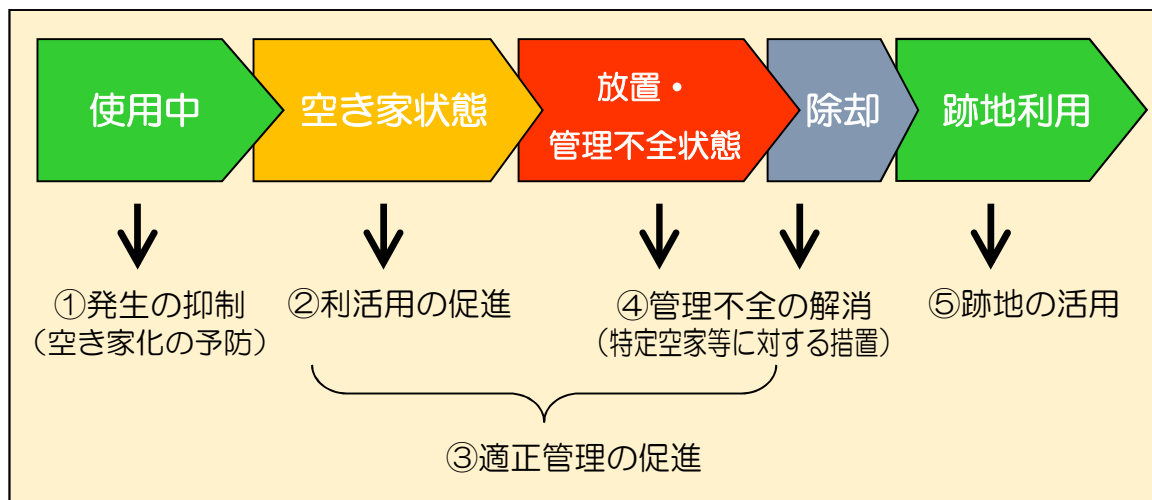 使用中
空き家状態
放置・
管理不全状態
除却
跡地利用
①発生の抑制
(空き家化の予防)
②利活用の促進
④管理不全の解消
(特定空家等に対する措置)
⑤跡地の活用
③適正管理の促進